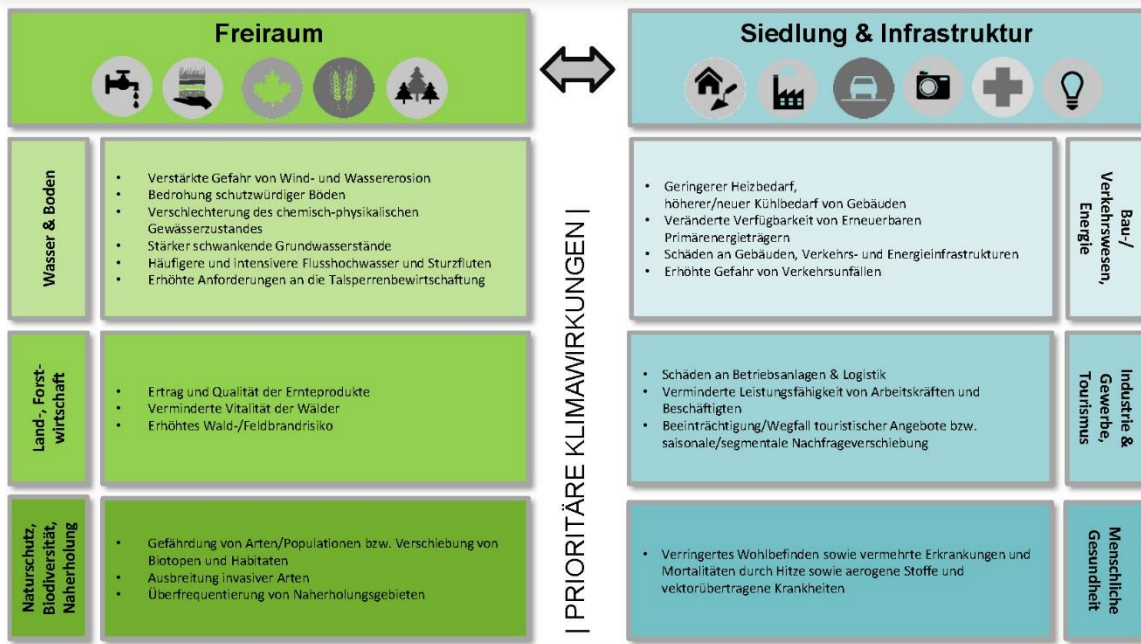 Freiraum
Wasser & Boden
• Verstärkte Gefahr von Wind- und Wassererosion
• Bedrohung schutzwürdiger Böden
• Verschlechterung des chemisch-physikalischen
Gewässerzustandes
• Stärker schwankende Grundwasserstände
• Häufigere und intensivere Flusshochwasser und Sturzfluten
• Erhöhte Anforderungen an die Talsperrenbewirtschaftung
Land-, Forst-
wirtschaft
• Ertrag und Qualität der Ernteprodukte
• Verminderte Vitalität der Wälder
• Erhöhtes Wald-/Feldbrandrisiko
Naturschutz,
Biodiversität,
Naherholung
• Gefährdung von Arten/Populationen bzw. Verschiebung von
Biotopen und Habitaten
• Ausbreitung invasiver Arten
• Überfrequentierung von Naherholungsgebieten
| PRIORITÄRE KLIMAWIRKUNGEN |
Siedlung & Infrastruktur
• Geringerer Heizbedarf,
höherer/neuer Kühlbedarf von Gebäuden
• Veränderte Verfügbarkeit von Erneuerbaren
Primärenergieträgern
• Schäden an Gebäuden, Verkehrs- und Energieinfrastrukturen
• Erhöhte Gefahr von Verkehrsunfällen
Bau-/
Verkehrswesen,
Energie
• Schäden an Betriebsanlagen & Logistik
• Verminderte Leistungsfähigkeit von Arbeitskräften und
Beschäftigten
• Beeinträchtigung/Wegfall touristischer Angebote bzw.
saisonale/segmentale Nachfrageverschiebung
Industrie &
Gewerbe,
Tourismus
• Verringertes Wohlbefinden sowie vermehrte Erkrankungen und
Mortalitäten durch Hitze sowie aerogene Stoffe und
vektorübertragene Krankheiten
Menschliche
Gesundheit